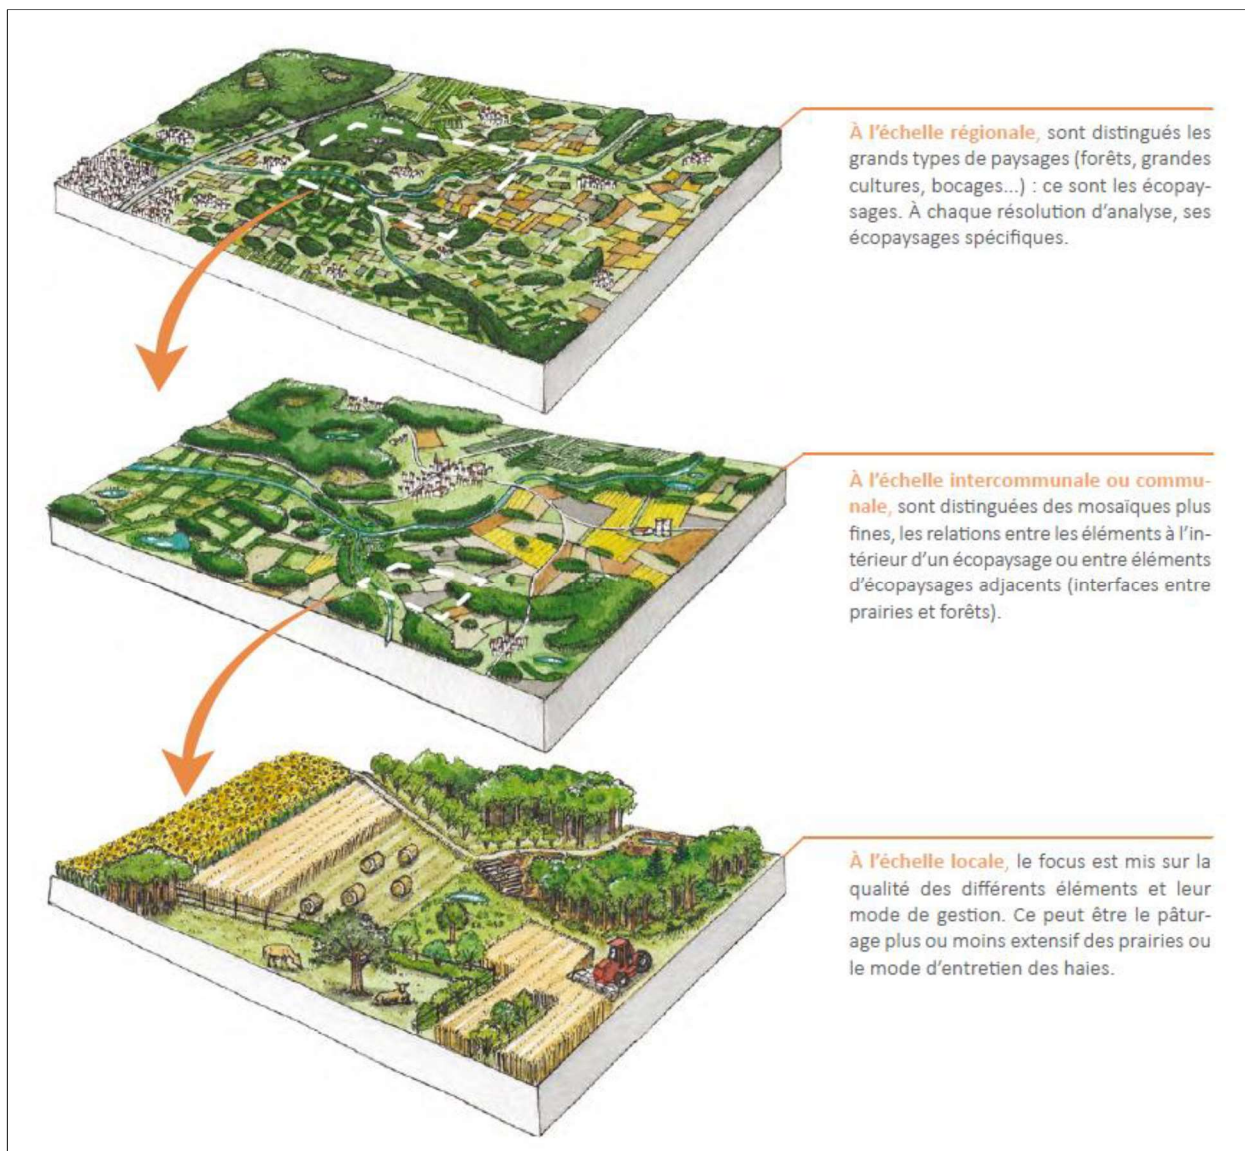 À l’échelle régionale, sont distingués les
grands types de paysages (forêts, grandes
cultures, bocages...) : ce sont les écopay-
sages. À chaque résolution d’analyse, ses
écopaysages spécifiques.
À l’échelle intercommunale ou commu-
nale, sont distinguées des mosaïques plus
fines, les relations entre les éléments à l’in-
térieur d’un écopaysage ou entre éléments
d’écopaysages adjacents (interfaces entre
prairies et forêts).
À l’échelle locale, le focus est mis sur la
qualité des différents éléments et leur
mode de gestion. Ce peut être le pâtur-
age plus ou moins extensif des prairies ou
le mode d’entretien des haies.